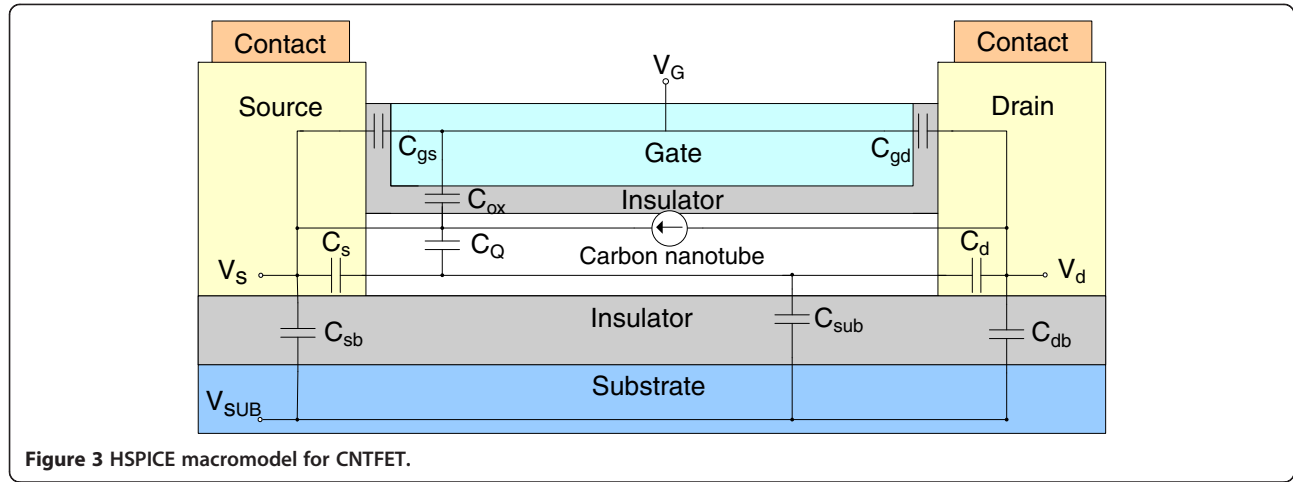 Contact
Contact
V_G
Source
Drain
C_gs
C_gd
Gate
C_ox
Insulator
C_s
C_Q
Carbon nanotube
C_d
V_S
V_d
Insulator
C_sb
C_sub
C_db
Substrate
V_SUB
Figure 3 HSPICE macromodel for CNTFET.